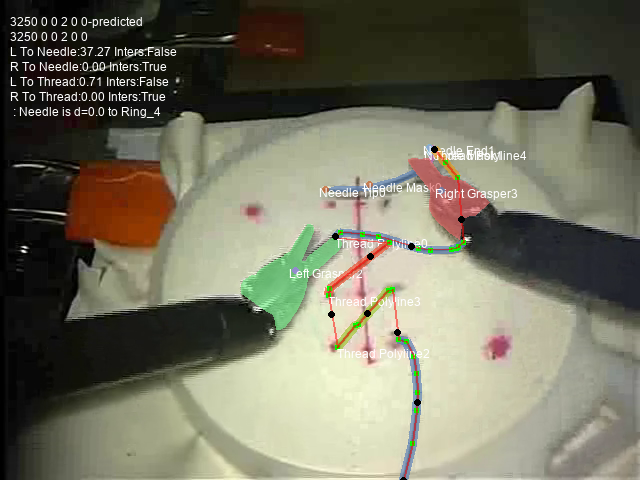 3250 0 0 2 0 0-predicted
3250 0 0 2 0 0
L To Needle:37.27 Inters:False
R To Needle:0.00 Inters:True
L To Thread:0.71 Inters:False
R To Thread:0.00 Inters:True
: Needle is d=0.0 to Ring_4
Needle End1
Polyline4
Needle Tip0
Needle Mask
Right Grasper3
Thread Polyline0
Left Grasper2
Thread Polyline3
Thread Polyline2